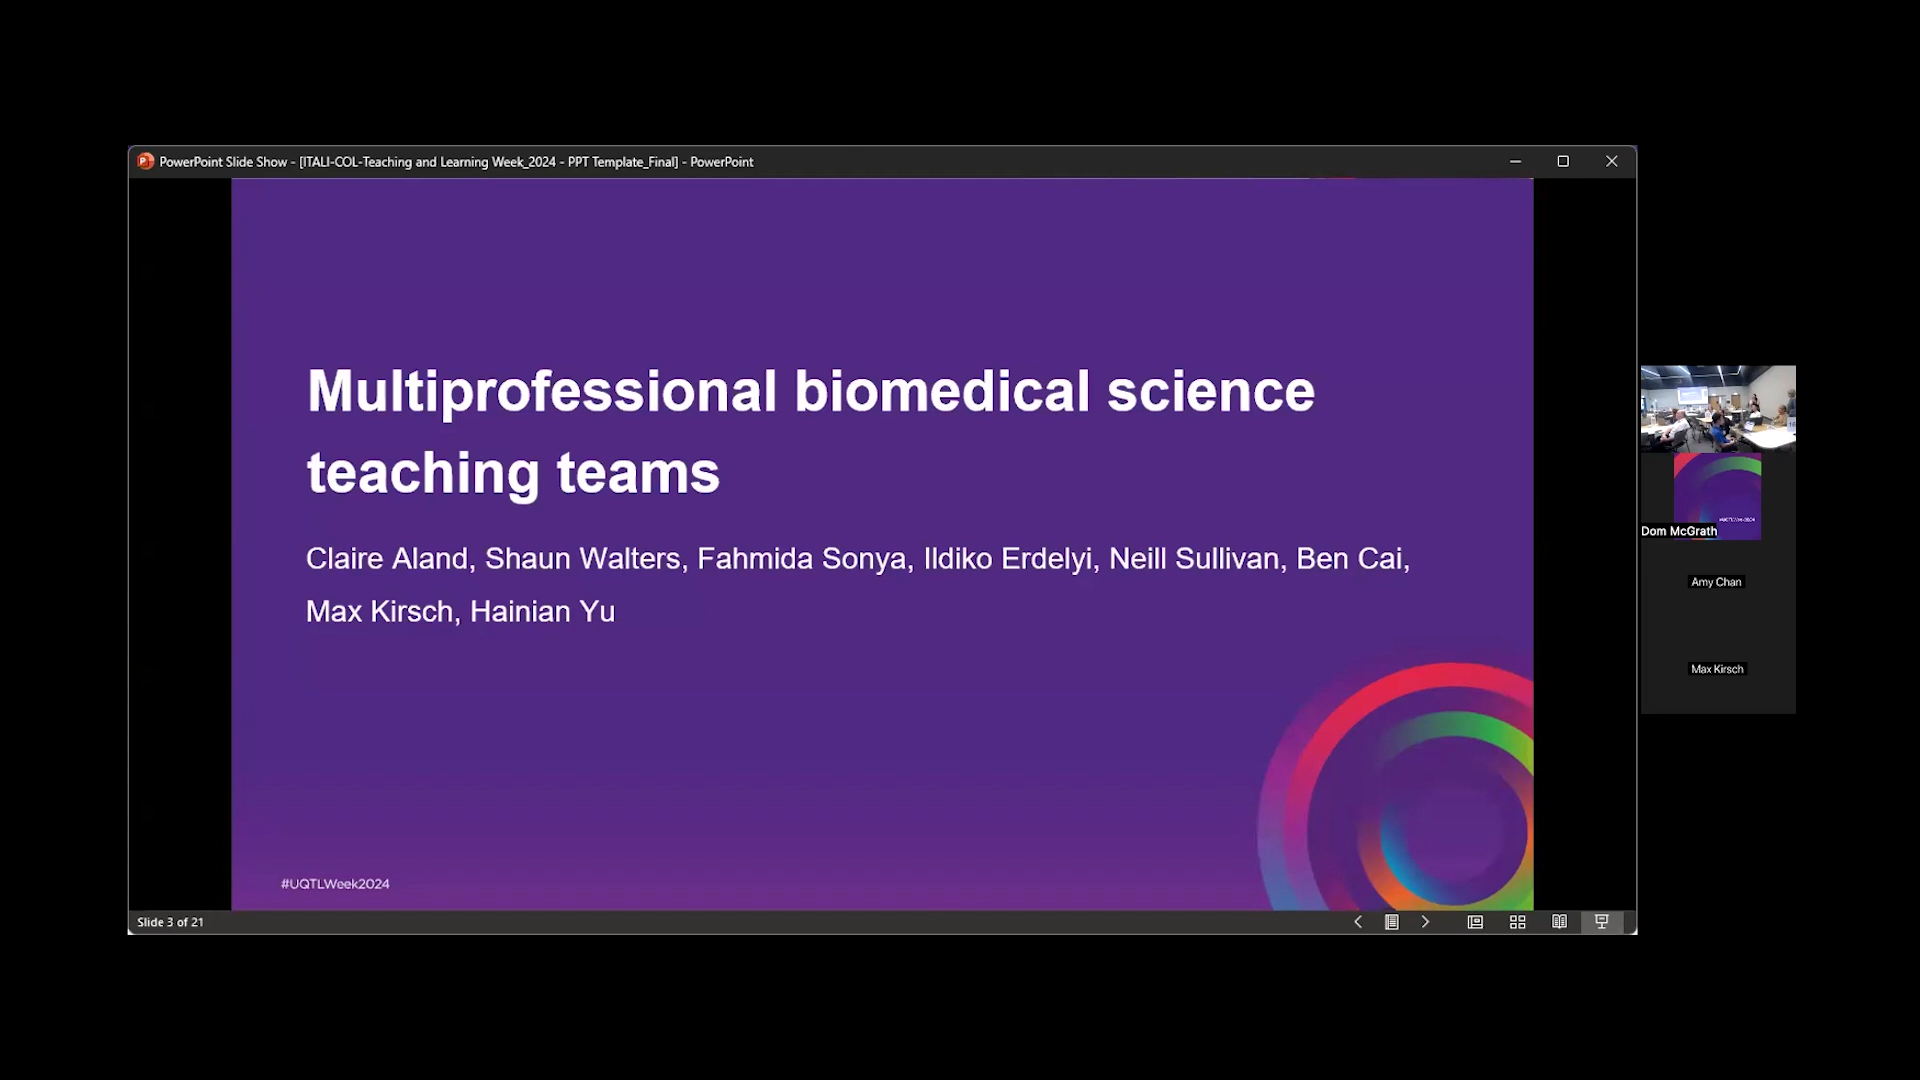 PowerPoint Slide Show - [ITALI-COL-Teaching and Learning Week_2024 - PPT Template_Final] - PowerPoint
Multiprofessional biomedical science
teaching teams
Claire Aland, Shaun Walters, Fahmida Sonya, Ildiko Erdelyi, Neill Sullivan, Ben Cai,
Max Kirsch, Hainian Yu
#UQTLWeek2024
Slide 3 of 21
#UQTLWeek2024
Dom McGrath
Amy Chan
Max Kirsch